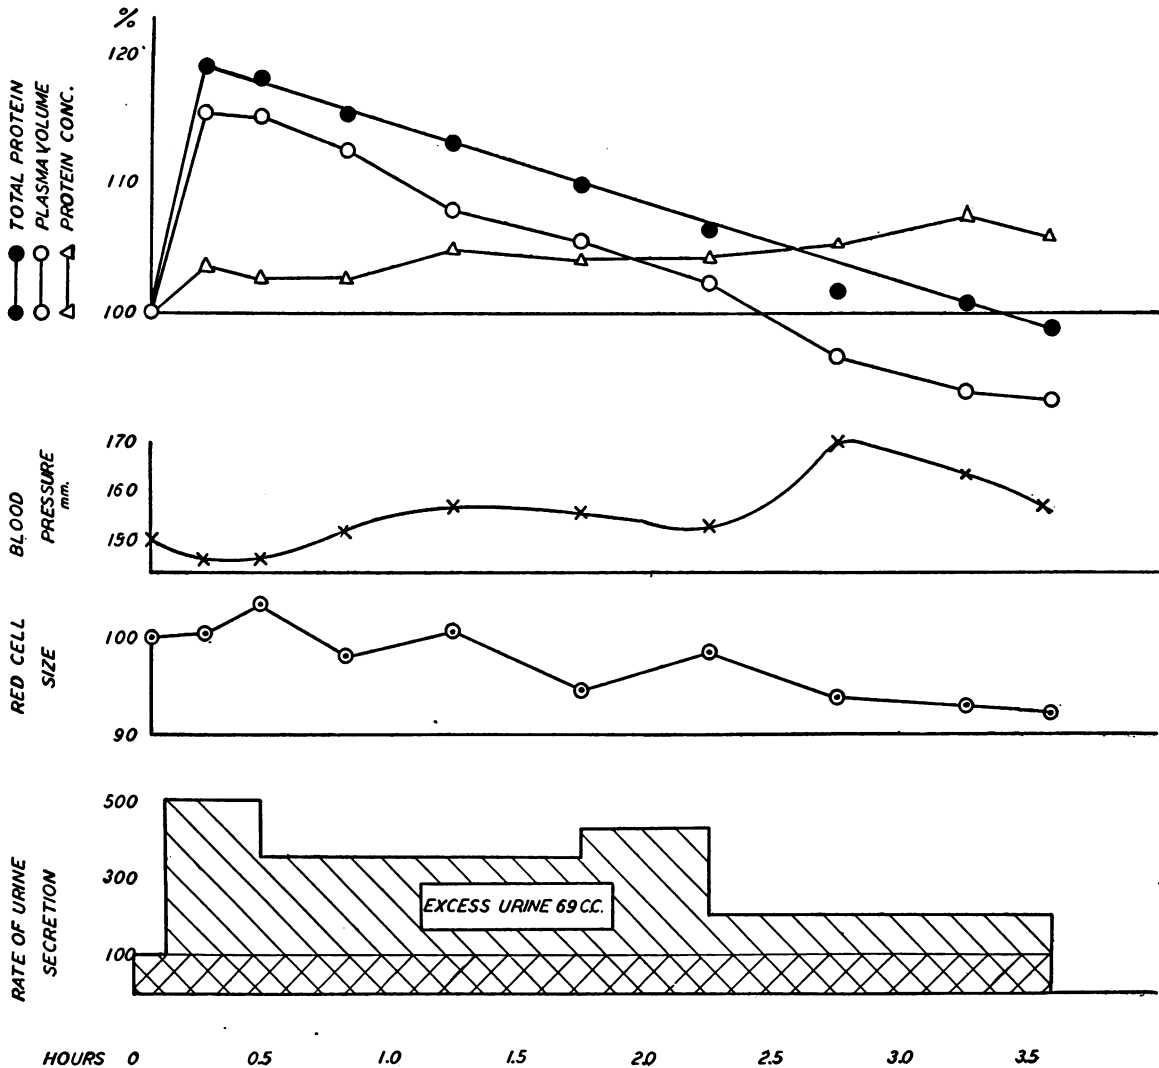 %
120
110
100
TOTAL PROTEIN
PLASMA VOLUME
PROTEIN CONC.
170
160
150
BLOOD
PRESSURE
mm.
100
90
RED CELL
SIZE
500
300
100
RATE OF URINE
SECRETION
EXCESS URINE 69 C.C.
HOURS 0 0.5 1.0 1.5 2.0 2.5 3.0 3.5